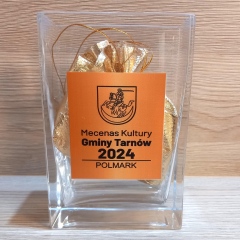 Mecenas Kultury
Gminy Tarnów
2024
POLMARK